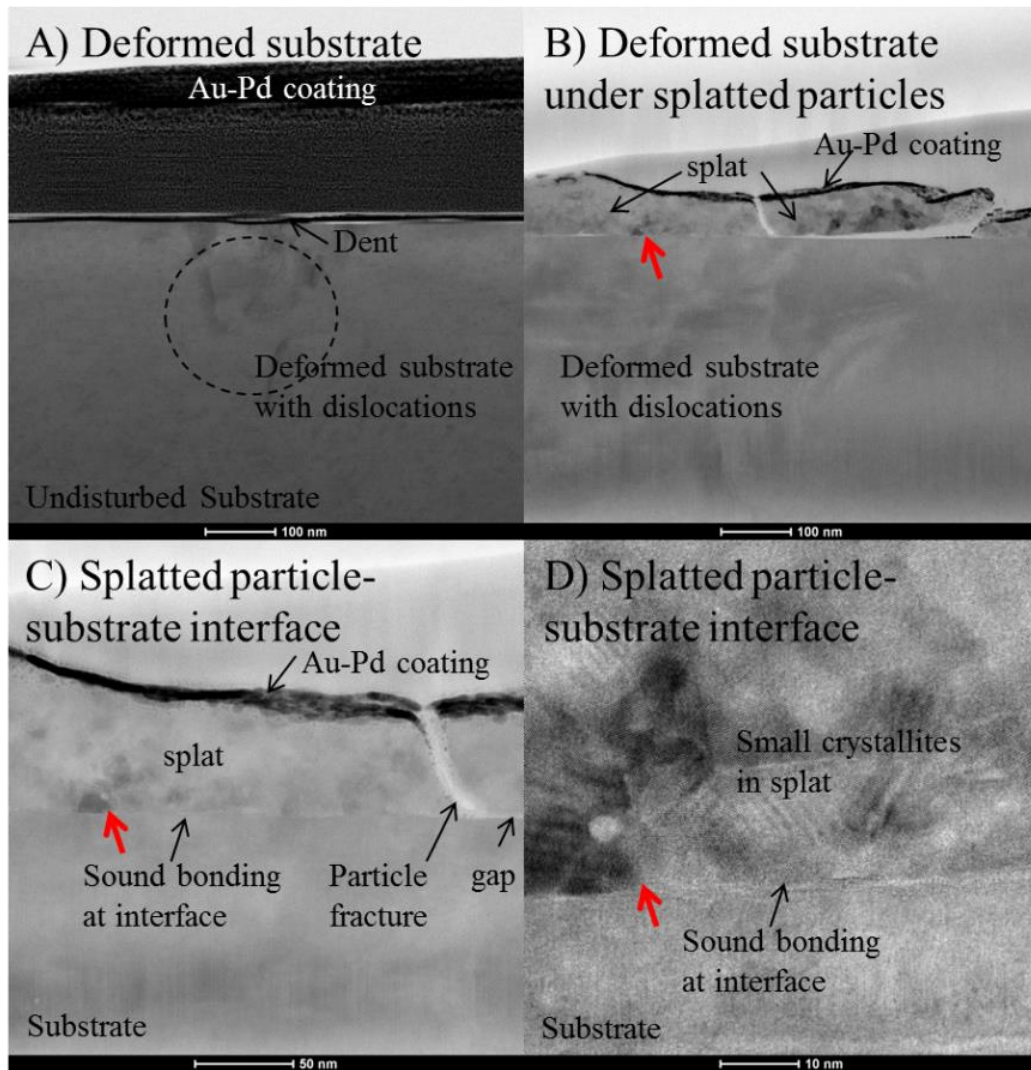 A) Deformed substrate
Au-Pd coating
Dent
Deformed substrate
with dislocations
Undisturbed Substrate
100 nm
B) Deformed substrate
under splatted particles
Au-Pd coating
splat
Deformed substrate
with dislocations
100 nm
C) Splatted particle-
substrate interface
Au-Pd coating
splat
Sound bonding
at interface
Particle
fracture
gap
Substrate
50 nm
D) Splatted particle-
substrate interface
Small crystallites
in splat
Sound bonding
at interface
Substrate
10 nm